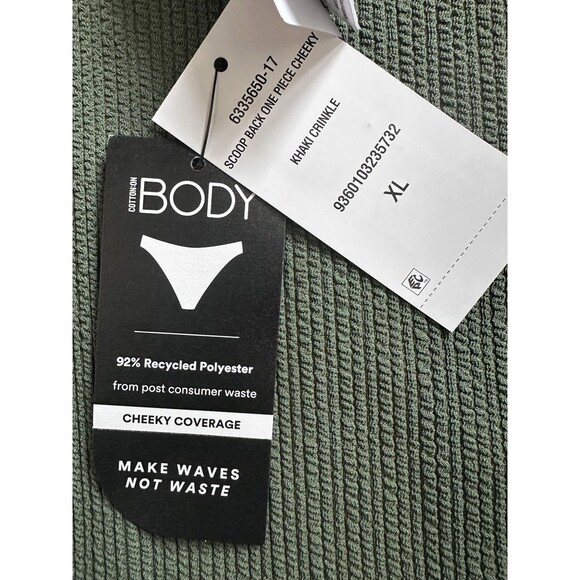 6335650-17
SCOOP BACK ONE PIECE CHEEKY
KHAKI CRINKLE
9360103235732
XL
COTTON:ON
BODY
92% Recycled Polyester
from post consumer waste
CHEEKY COVERAGE
MAKE WAVES
NOT WASTE